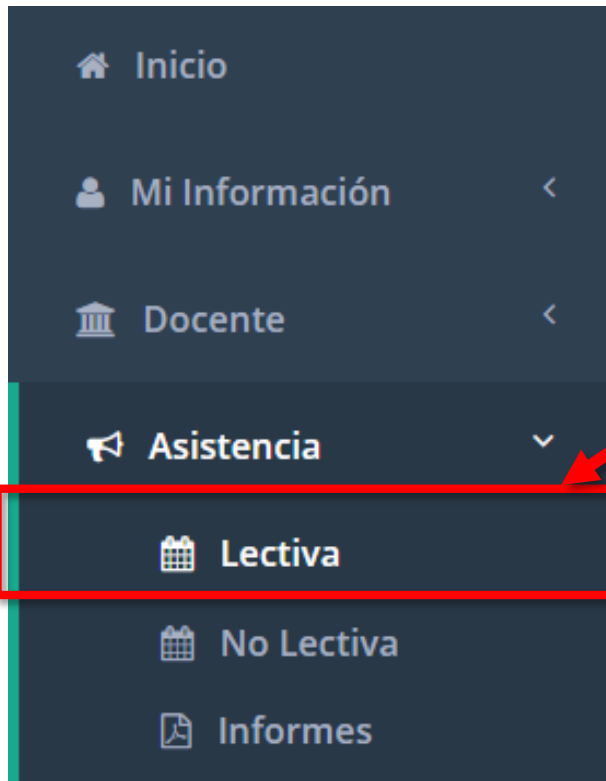 Inicio
Mi Información
Docente
Asistencia
Lectiva
No Lectiva
Informes